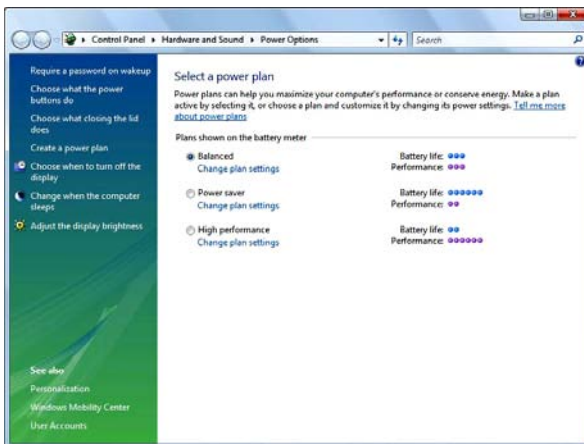 Control Panel ▸ Hardware and Sound ▸ Power Options
Search
Require a password on wakeup
Choose what the power
buttons do
Choose what closing the lid
does
Create a power plan
Choose when to turn off the
display
Change when the computer
sleeps
Adjust the display brightness
See also
Personalization
Windows Mobility Center
User Accounts
Select a power plan
Power plans can help you maximize your computer's performance or conserve energy. Make a plan
active by selecting it, or choose a plan and customize it by changing its power settings. Tell me more
about power plans
Plans shown on the battery meter
Balanced Battery life:
Change plan settings Performance:
Power saver Battery life:
Change plan settings Performance:
High performance Battery life:
Change plan settings Performance: